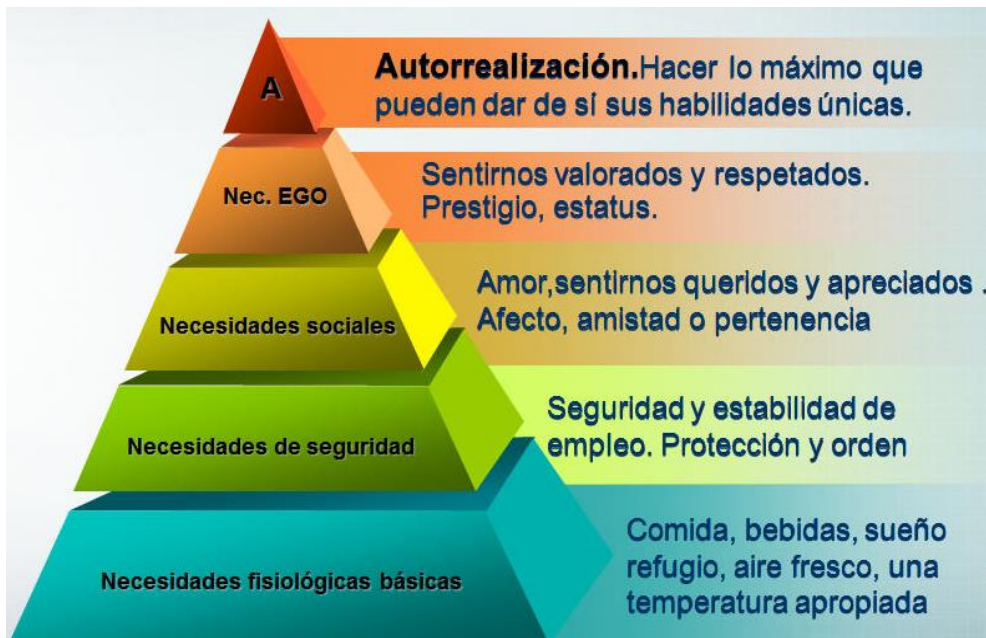 A
Autorrealización.Hacer lo máximo que
pueden dar de sí sus habilidades únicas.
Nec. EGO
Sentirnos valorados y respetados.
Prestigio, estatus.
Necesidades sociales
Amor,sentirnos queridos y apreciados .
Afecto, amistad o pertenencia
Necesidades de seguridad
Seguridad y estabilidad de
empleo. Protección y orden
Necesidades fisiológicas básicas
Comida, bebidas, sueño
refugio, aire fresco, una
temperatura apropiada